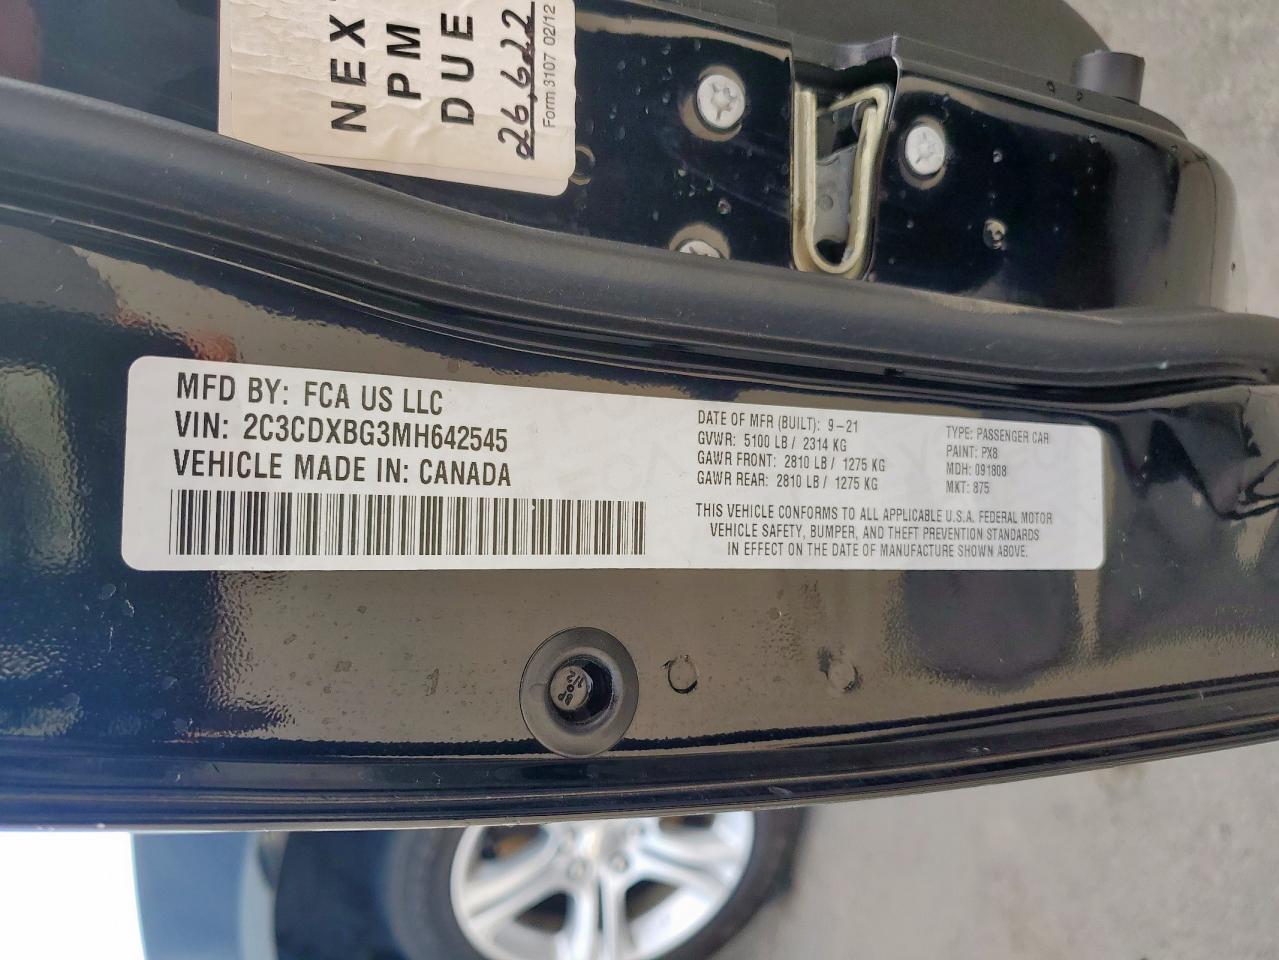 NEXT
PM
DUE
26,622
Form 3107 02/12
MFD BY: FCA US LLC
VIN: 2C3CDXBG3MH642545
VEHICLE MADE IN: CANADA
DATE OF MFR (BUILT): 9-21
GVWR: 5100 LB / 2314 KG
GAWR FRONT: 2810 LB / 1275 KG
GAWR REAR: 2810 LB / 1275 KG
TYPE: PASSENGER CAR
PAINT: PX8
MDH: 091808
MKT: 875
THIS VEHICLE CONFORMS TO ALL APPLICABLE U.S.A. FEDERAL MOTOR
VEHICLE SAFETY, BUMPER, AND THEFT PREVENTION STANDARDS
IN EFFECT ON THE DATE OF MANUFACTURE SHOWN ABOVE.